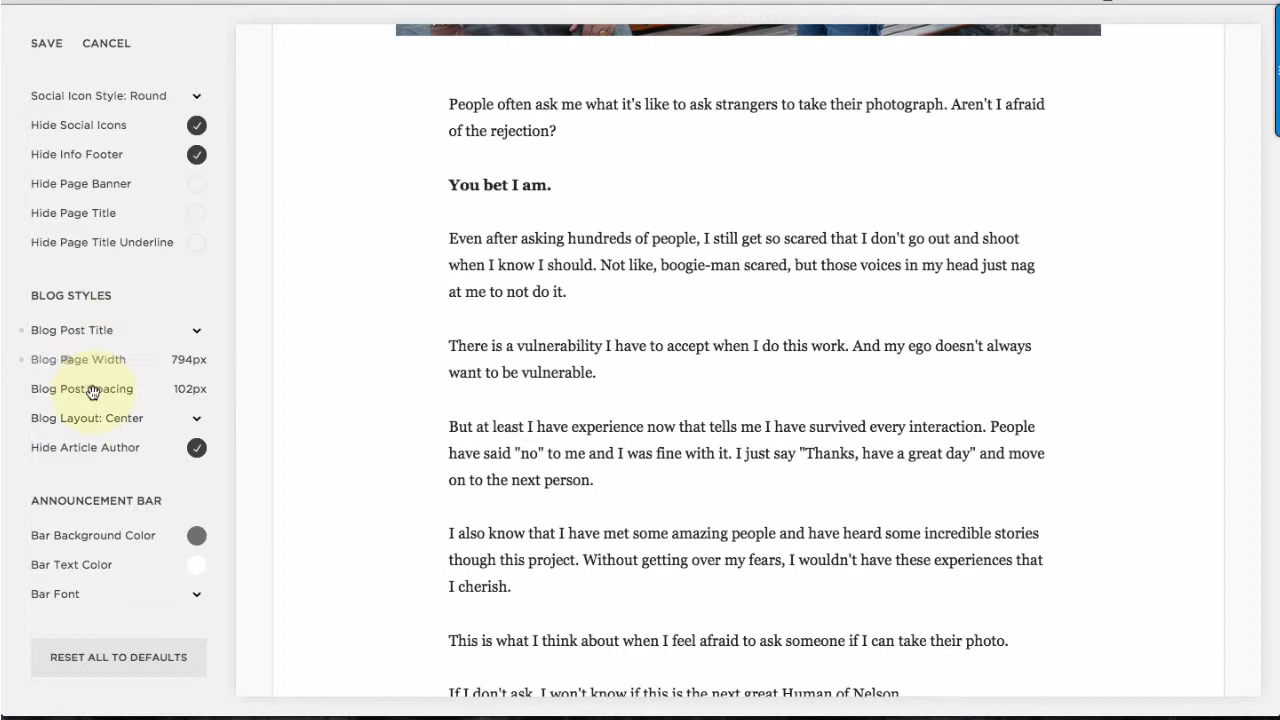 SAVE CANCEL
Social Icon Style: Round
Hide Social Icons
Hide Info Footer
Hide Page Banner
Hide Page Title
Hide Page Title Underline
BLOG STYLES
Blog Post Title
Blog Page Width 794px
Blog Post Spacing 102px
Blog Layout: Center
Hide Article Author
ANNOUNCEMENT BAR
Bar Background Color
Bar Text Color
Bar Font
RESET ALL TO DEFAULTS
People often ask me what it's like to ask strangers to take their photograph. Aren't I afraid
of the rejection?
You bet I am.
Even after asking hundreds of people, I still get so scared that I don't go out and shoot
when I know I should. Not like, boogie-man scared, but those voices in my head just nag
at me to not do it.
There is a vulnerability I have to accept when I do this work. And my ego doesn't always
want to be vulnerable.
But at least I have experience now that tells me I have survived every interaction. People
have said "no" to me and I was fine with it. I just say "Thanks, have a great day" and move
on to the next person.
I also know that I have met some amazing people and have heard some incredible stories
though this project. Without getting over my fears, I wouldn't have these experiences that
I cherish.
This is what I think about when I feel afraid to ask someone if I can take their photo.
If I don't ask, I won't know if this is the next great Human of Nelson